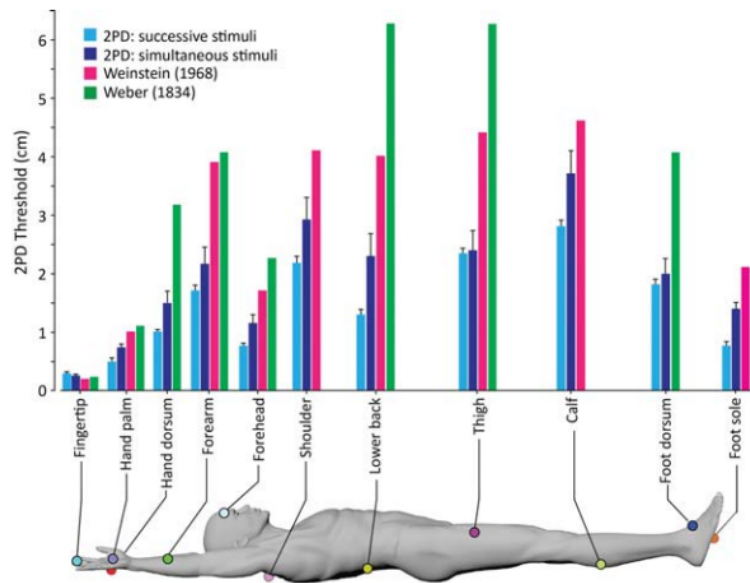 2PD: successive stimuli
2PD: simultaneous stimuli
Weinstein (1968)
Weber (1834)
2PD Threshold (cm)
6
5
4
3
2
1
0
Fingertip
Hand palm
Hand dorsum
Forearm
Forehead
Shoulder
Lower back
Thigh
Calf
Foot dorsum
Foot sole